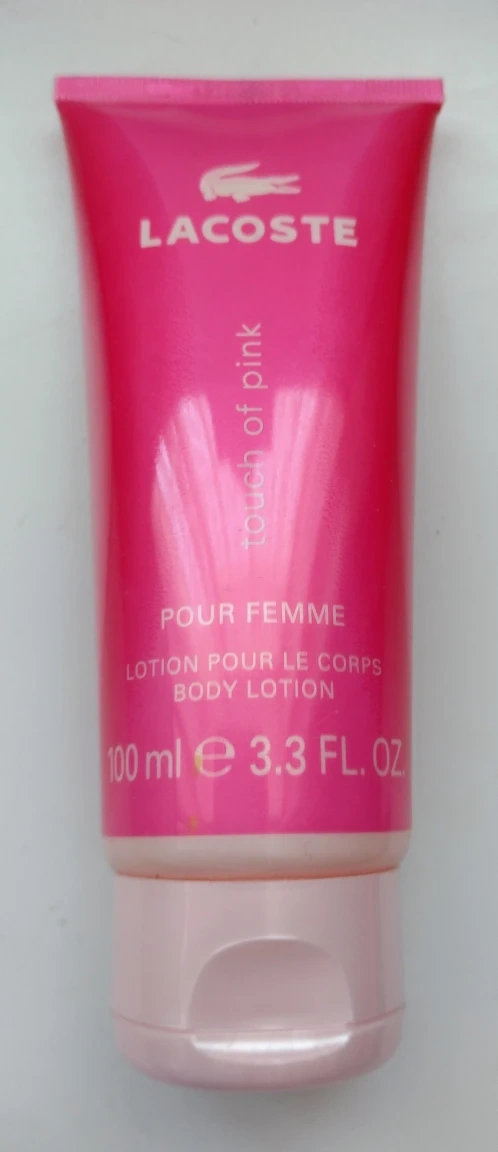 LACOSTE
touch of pink
POUR FEMME
LOTION POUR LE CORPS
BODY LOTION
100 ml ℮ 3.3 FL. OZ.